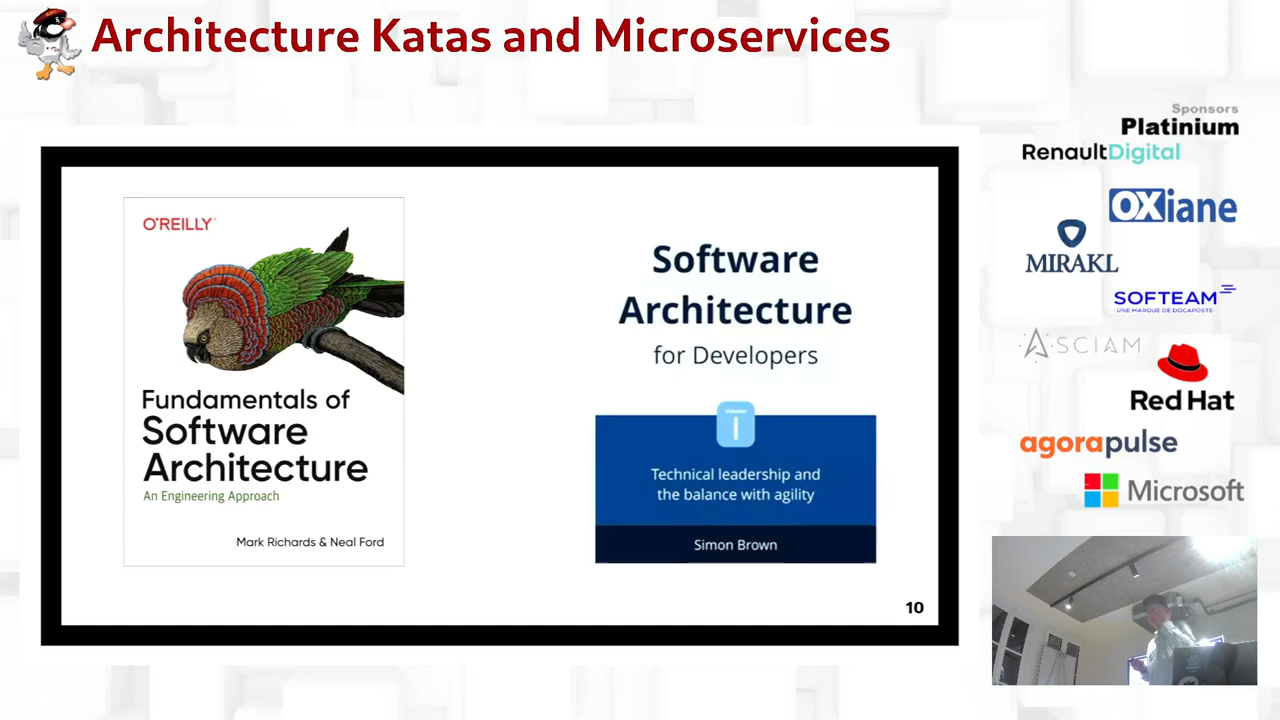 Architecture Katas and Microservices
O'REILLY
Fundamentals of
Software
Architecture
An Engineering Approach
Mark Richards & Neal Ford
Software
Architecture
for Developers
Volume
I
Technical leadership and
the balance with agility
Simon Brown
10
Sponsors
Platinium
RenaultDigital
OXiane
MIRAKL
SOFTEAM
UNE MARQUE DE DOCAPOSTE
ASCIAM
Red Hat
agorapulse
Microsoft